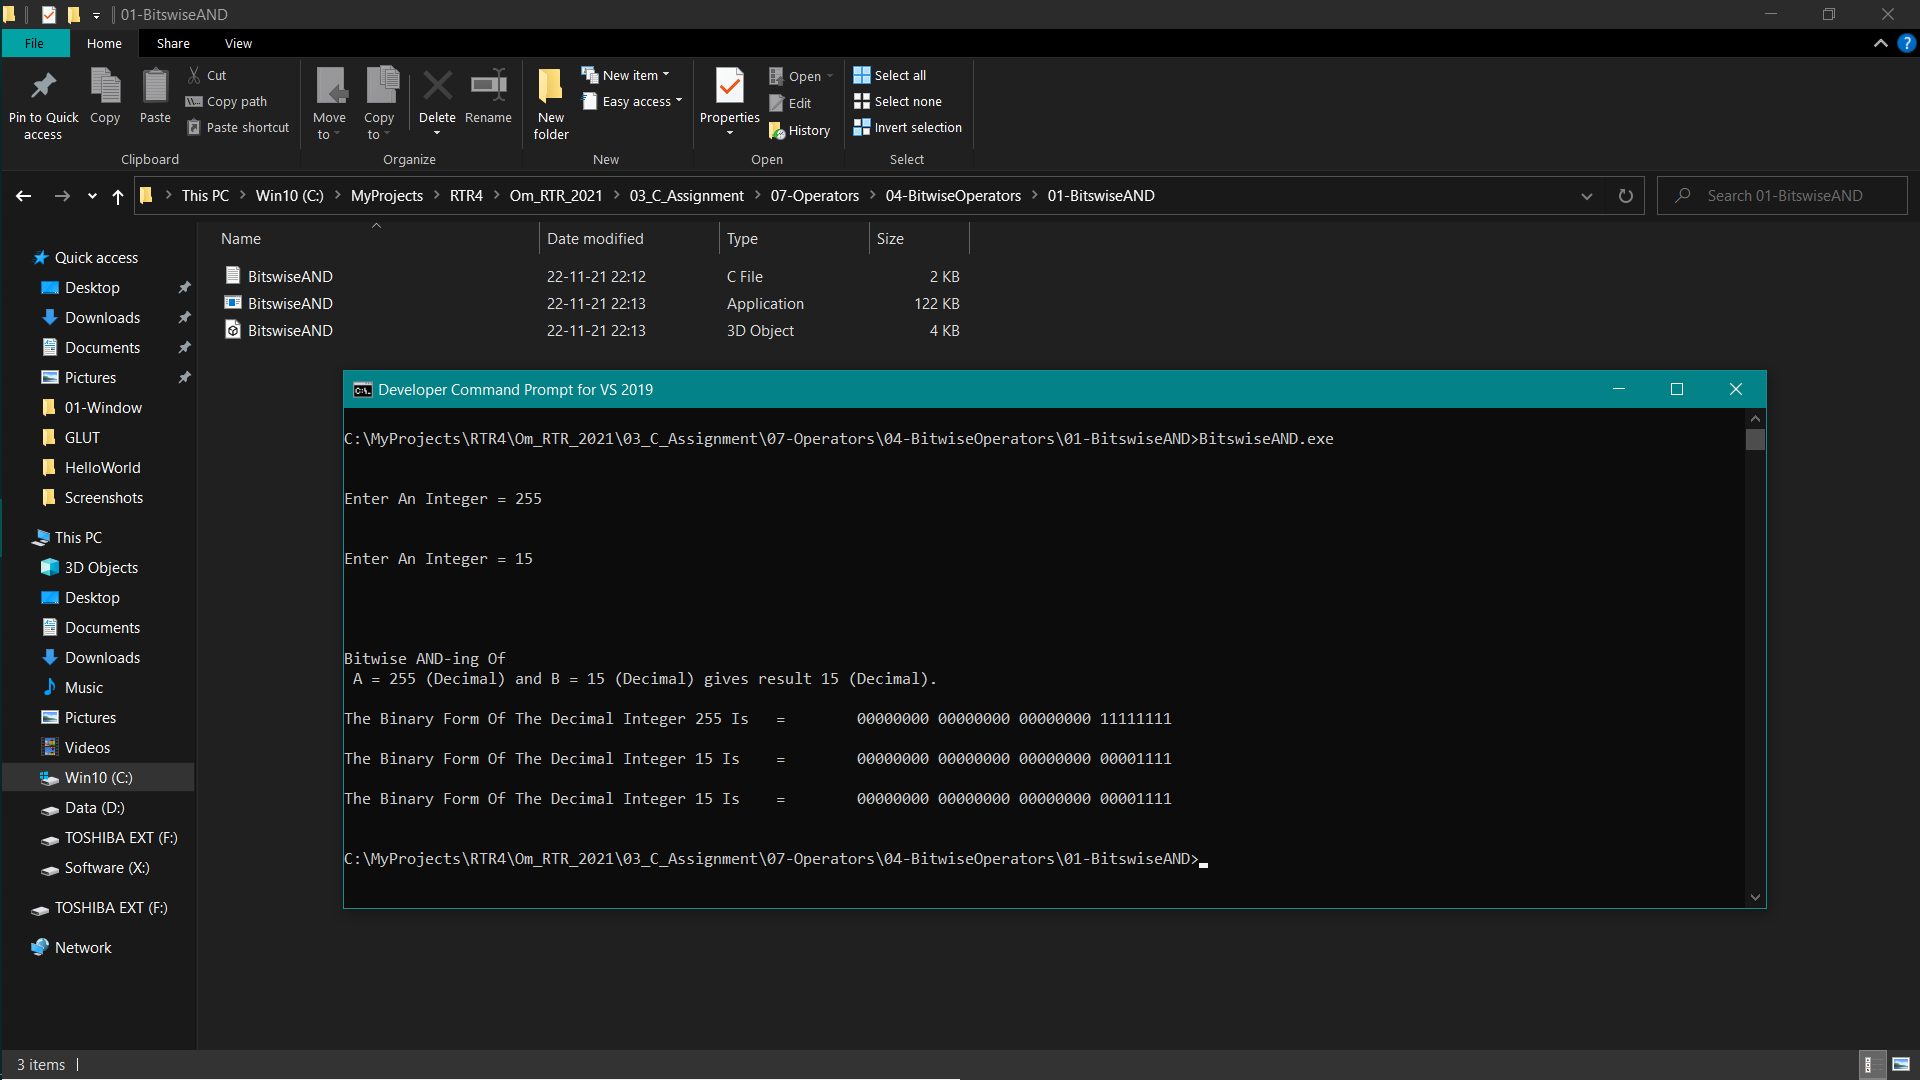 01-BitswiseAND
File Home Share View
Pin to Quick access
Copy
Paste
Cut
Copy path
Paste shortcut
Clipboard
Move to
Copy to
Delete
Rename
Organize
New folder
New item
Easy access
New
Properties
Open
Edit
History
Open
Select all
Select none
Invert selection
Select
This PC Win10 (C:) MyProjects RTR4 Om_RTR_2021 03_C_Assignment 07-Operators 04-BitwiseOperators 01-BitswiseAND
Search 01-BitswiseAND
Name Date modified Type Size
BitswiseAND 22-11-21 22:12 C File 2 KB
BitswiseAND 22-11-21 22:13 Application 122 KB
BitswiseAND 22-11-21 22:13 3D Object 4 KB
Quick access
Desktop
Downloads
Documents
Pictures
01-Window
GLUT
HelloWorld
Screenshots
This PC
3D Objects
Desktop
Documents
Downloads
Music
Pictures
Videos
Win10 (C:)
Data (D:)
TOSHIBA EXT (F:)
Software (X:)
TOSHIBA EXT (F:)
Network
Developer Command Prompt for VS 2019
C:\MyProjects\RTR4\Om_RTR_2021\03_C_Assignment\07-Operators\04-BitwiseOperators\01-BitswiseAND>BitswiseAND.exe
Enter An Integer = 255
Enter An Integer = 15
Bitwise AND-ing Of
A = 255 (Decimal) and B = 15 (Decimal) gives result 15 (Decimal).
The Binary Form Of The Decimal Integer 255 Is = 00000000 00000000 00000000 11111111
The Binary Form Of The Decimal Integer 15 Is = 00000000 00000000 00000000 00001111
The Binary Form Of The Decimal Integer 15 Is = 00000000 00000000 00000000 00001111
C:\MyProjects\RTR4\Om_RTR_2021\03_C_Assignment\07-Operators\04-BitwiseOperators\01-BitswiseAND>
3 items